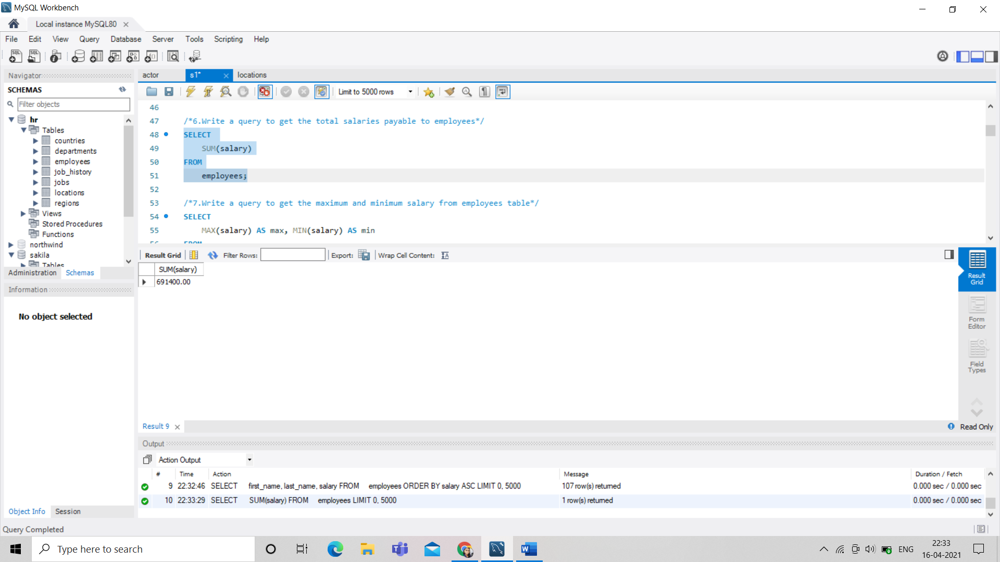 MySQL Workbench
Local instance MySQL80
File Edit View Query Database Server Tools Scripting Help
Navigator
SCHEMAS
Filter objects
hr
Tables
countries
departments
employees
job_history
jobs
locations
regions
Views
Stored Procedures
Functions
northwind
sakila
Tables
Administration Schemas
Information
No object selected
Object Info Session
actor s1* locations
Limit to 5000 rows
46
47 /*6.Write a query to get the total salaries payable to employees*/
48 SELECT
49 SUM(salary)
50 FROM
51 employees;
52
53 /*7.Write a query to get the maximum and minimum salary from employees table*/
54 SELECT
55 MAX(salary) AS max, MIN(salary) AS min
56 FROM
Result Grid Filter Rows: Export: Wrap Cell Content:
SUM(salary)
691400.00
Result Grid
Form Editor
Field Types
Result 9 Read Only
Output
Action Output
# Time Action Message Duration / Fetch
9 22:32:46 SELECT first_name, last_name, salary FROM employees ORDER BY salary ASC LIMIT 0, 5000 107 row(s) returned 0.000 sec / 0.000 sec
10 22:33:29 SELECT SUM(salary) FROM employees LIMIT 0, 5000 1 row(s) returned 0.000 sec / 0.000 sec
Query Completed
Type here to search
ENG
22:33
16-04-2021